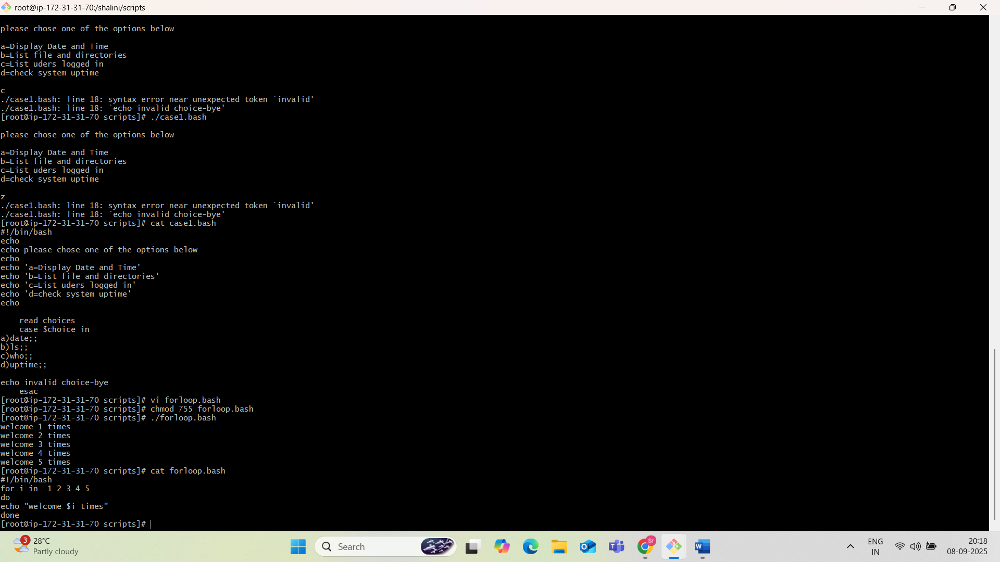 root@ip-172-31-31-70:/shalini/scripts
please chose one of the options below
a=Display Date and Time
b=List file and directories
c=List uders logged in
d=check system uptime
c
./case1.bash: line 18: syntax error near unexpected token `invalid'
./case1.bash: line 18: `echo invalid choice-bye'
[root@ip-172-31-31-70 scripts]# ./case1.bash
please chose one of the options below
a=Display Date and Time
b=List file and directories
c=List uders logged in
d=check system uptime
z
./case1.bash: line 18: syntax error near unexpected token `invalid'
./case1.bash: line 18: `echo invalid choice-bye'
[root@ip-172-31-31-70 scripts]# cat case1.bash
#!/bin/bash
echo
echo please chose one of the options below
echo
echo 'a=Display Date and Time'
echo 'b=List file and directories'
echo 'c=List uders logged in'
echo 'd=check system uptime'
echo
    read choices
    case $choice in
a)date;;
b)ls;;
c)who;;
d)uptime;;
echo invalid choice-bye
    esac
[root@ip-172-31-31-70 scripts]# vi forloop.bash
[root@ip-172-31-31-70 scripts]# chmod 755 forloop.bash
[root@ip-172-31-31-70 scripts]# ./forloop.bash
welcome 1 times
welcome 2 times
welcome 3 times
welcome 4 times
welcome 5 times
[root@ip-172-31-31-70 scripts]# cat forloop.bash
#!/bin/bash
for i in  1 2 3 4 5
do
echo "welcome $i times"
done
[root@ip-172-31-31-70 scripts]#
3
28°C
Partly cloudy
Search
Sr
ENG
IN
20:18
08-09-2025